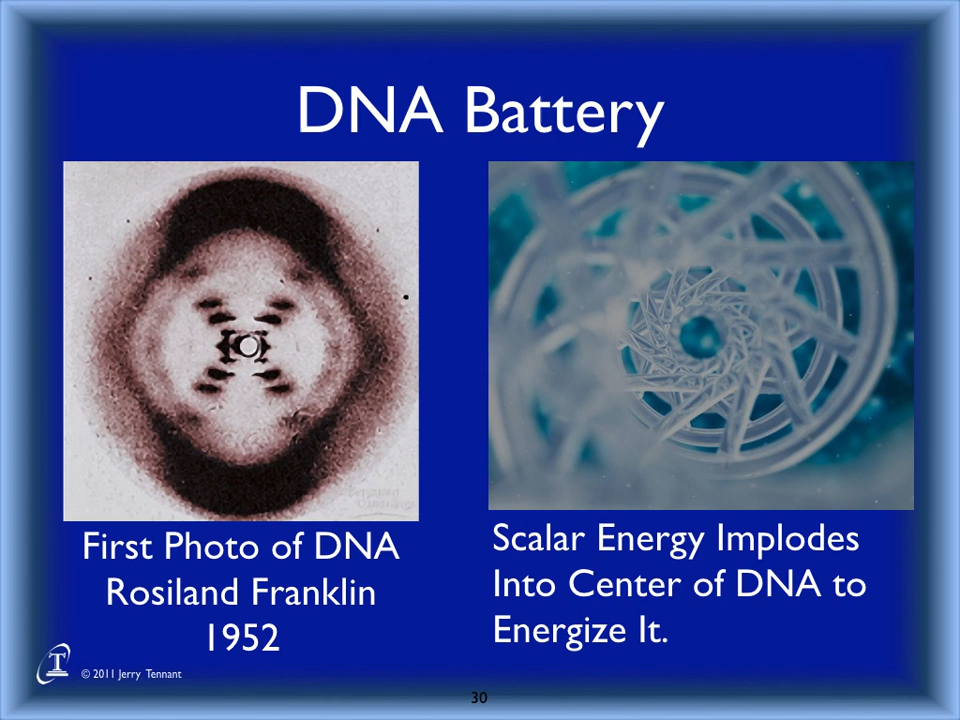 DNA Battery
First Photo of DNA
Rosiland Franklin
1952
Scalar Energy Implodes
Into Center of DNA to
Energize It.
T
© 2011 Jerry Tennant
30